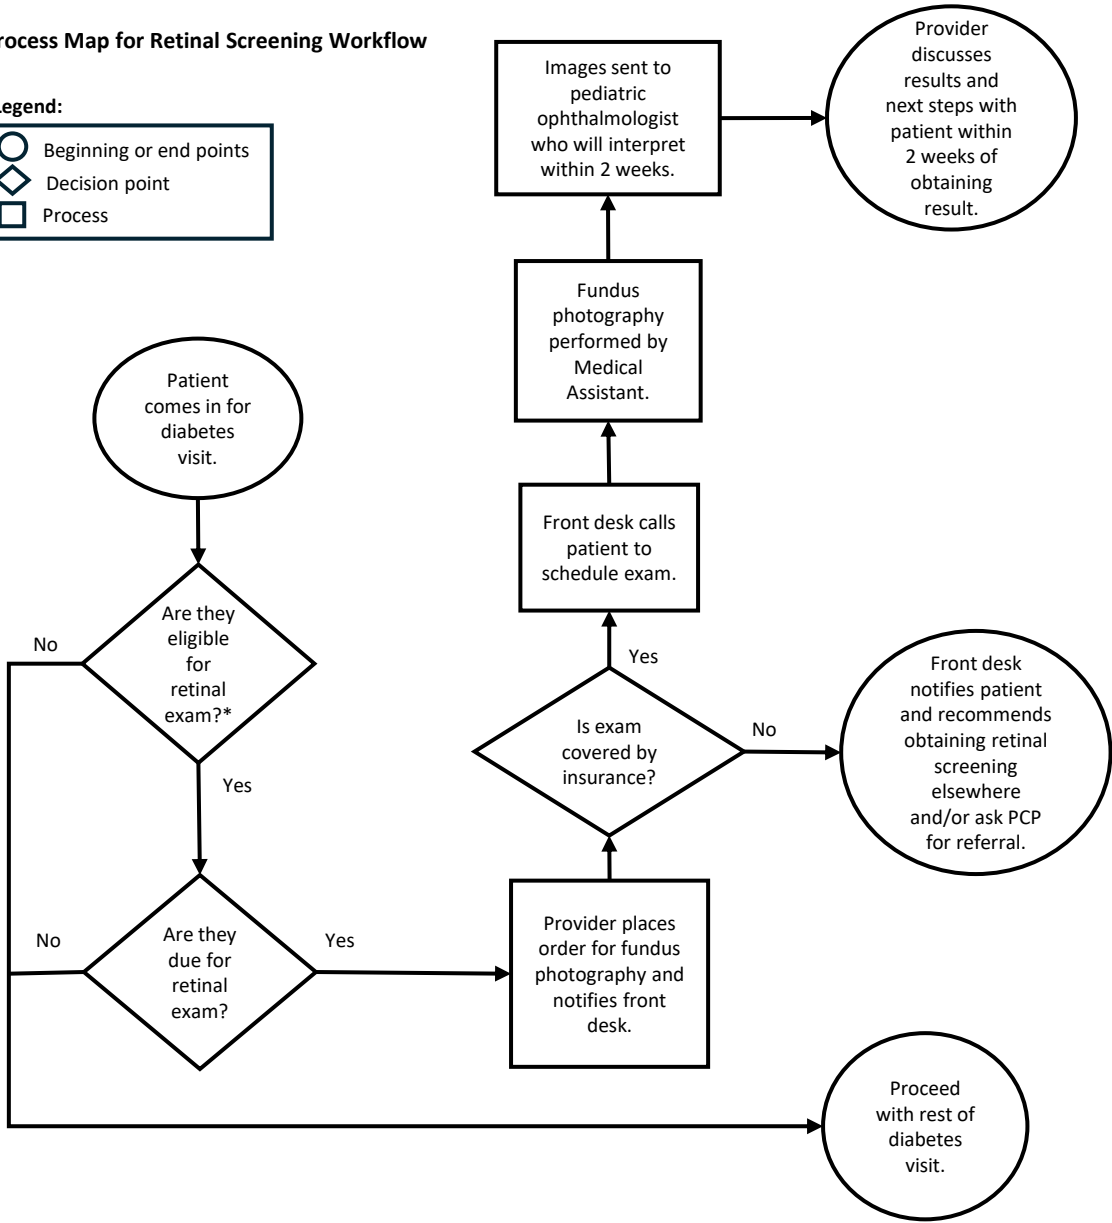 rocess Map for Retinal Screening Workflow
Legend:
Beginning or end points
Decision point
Process
Patient
comes in for
diabetes
visit.
Are they
eligible
for
retinal
exam?*
No
Yes
Are they
due for
retinal
exam?
No
Yes
Provider places
order for fundus
photography and
notifies front
desk.
Is exam
covered by
insurance?
Yes
No
Front desk
notifies patient
and recommends
obtaining retinal
screening
elsewhere
and/or ask PCP
for referral.
Front desk calls
patient to
schedule exam.
Fundus
photography
performed by
Medical
Assistant.
Images sent to
pediatric
ophthalmologist
who will interpret
within 2 weeks.
Provider
discusses
results and
next steps with
patient within
2 weeks of
obtaining
result.
Proceed
with rest of
diabetes
visit.